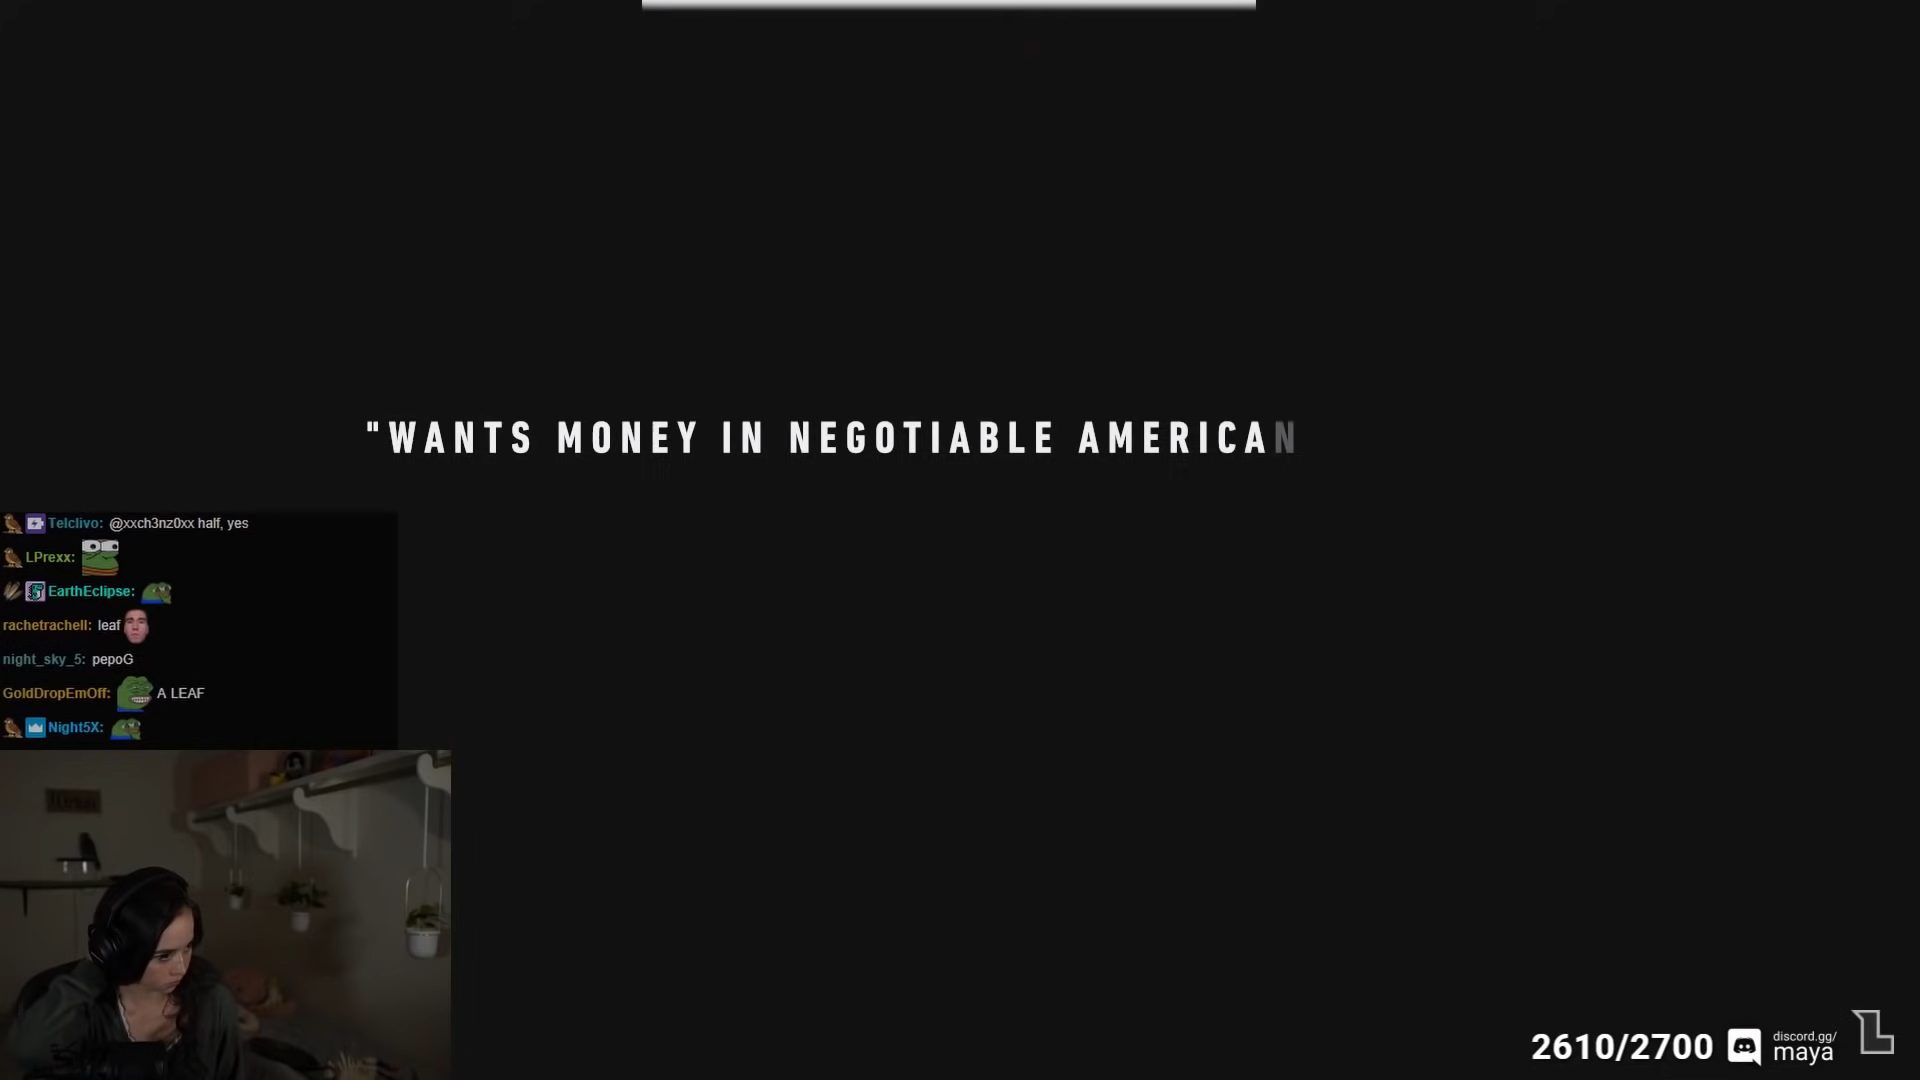 "WANTS MONEY IN NEGOTIABLE AMERICAN
Telclivo: @xxch3nz0xx half, yes
LPrexx:
EarthEclipse:
rachetrachell: leaf
night_sky_5: pepoG
GoldDropEmOff: A LEAF
Night5X:
2610/2700
discord.gg/
maya